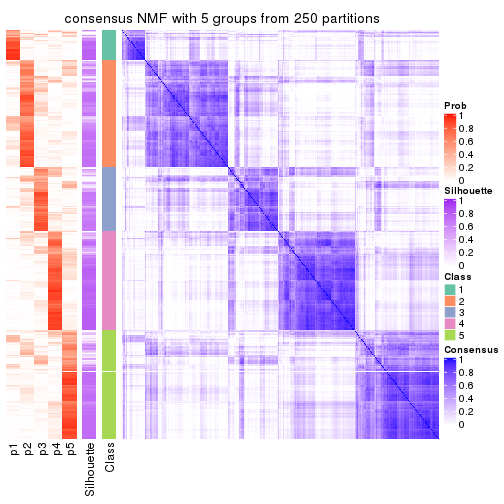 consensus NMF with 5 groups from 250 partitions
Prob
1
0.8
0.6
0.4
0.2
0
Silhouette
1
0.8
0.6
0.4
0.2
0
Class
1
2
3
4
5
Consensus
1
0.8
0.6
0.4
0.2
0
p1
p2
p3
p4
p5
Silhouette
Class